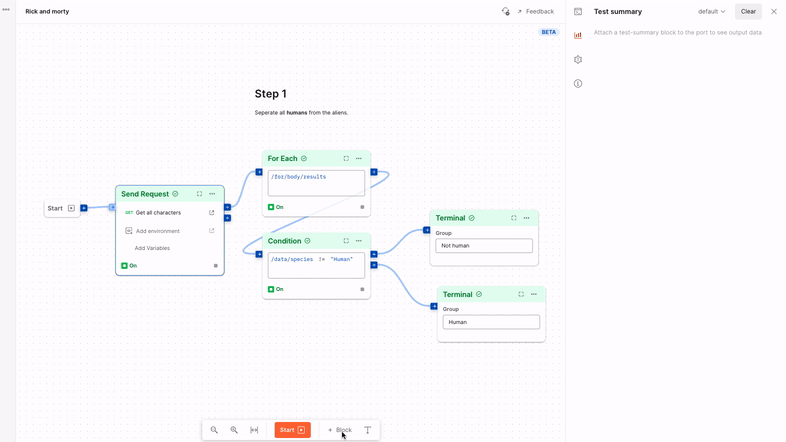 Rick and morty
Feedback
Test summary
default
Clear
BETA
Attach a test-summary block to the port to see output data
Step 1
Seperate all humans from the aliens.
For Each
/for/body/results
On
Send Request
GET Get all characters
Add environment
Add Variables
On
Start
Condition
/data/species != "Human"
On
Terminal
Group
Not human
Terminal
Group
Human
Start
+ Block
T